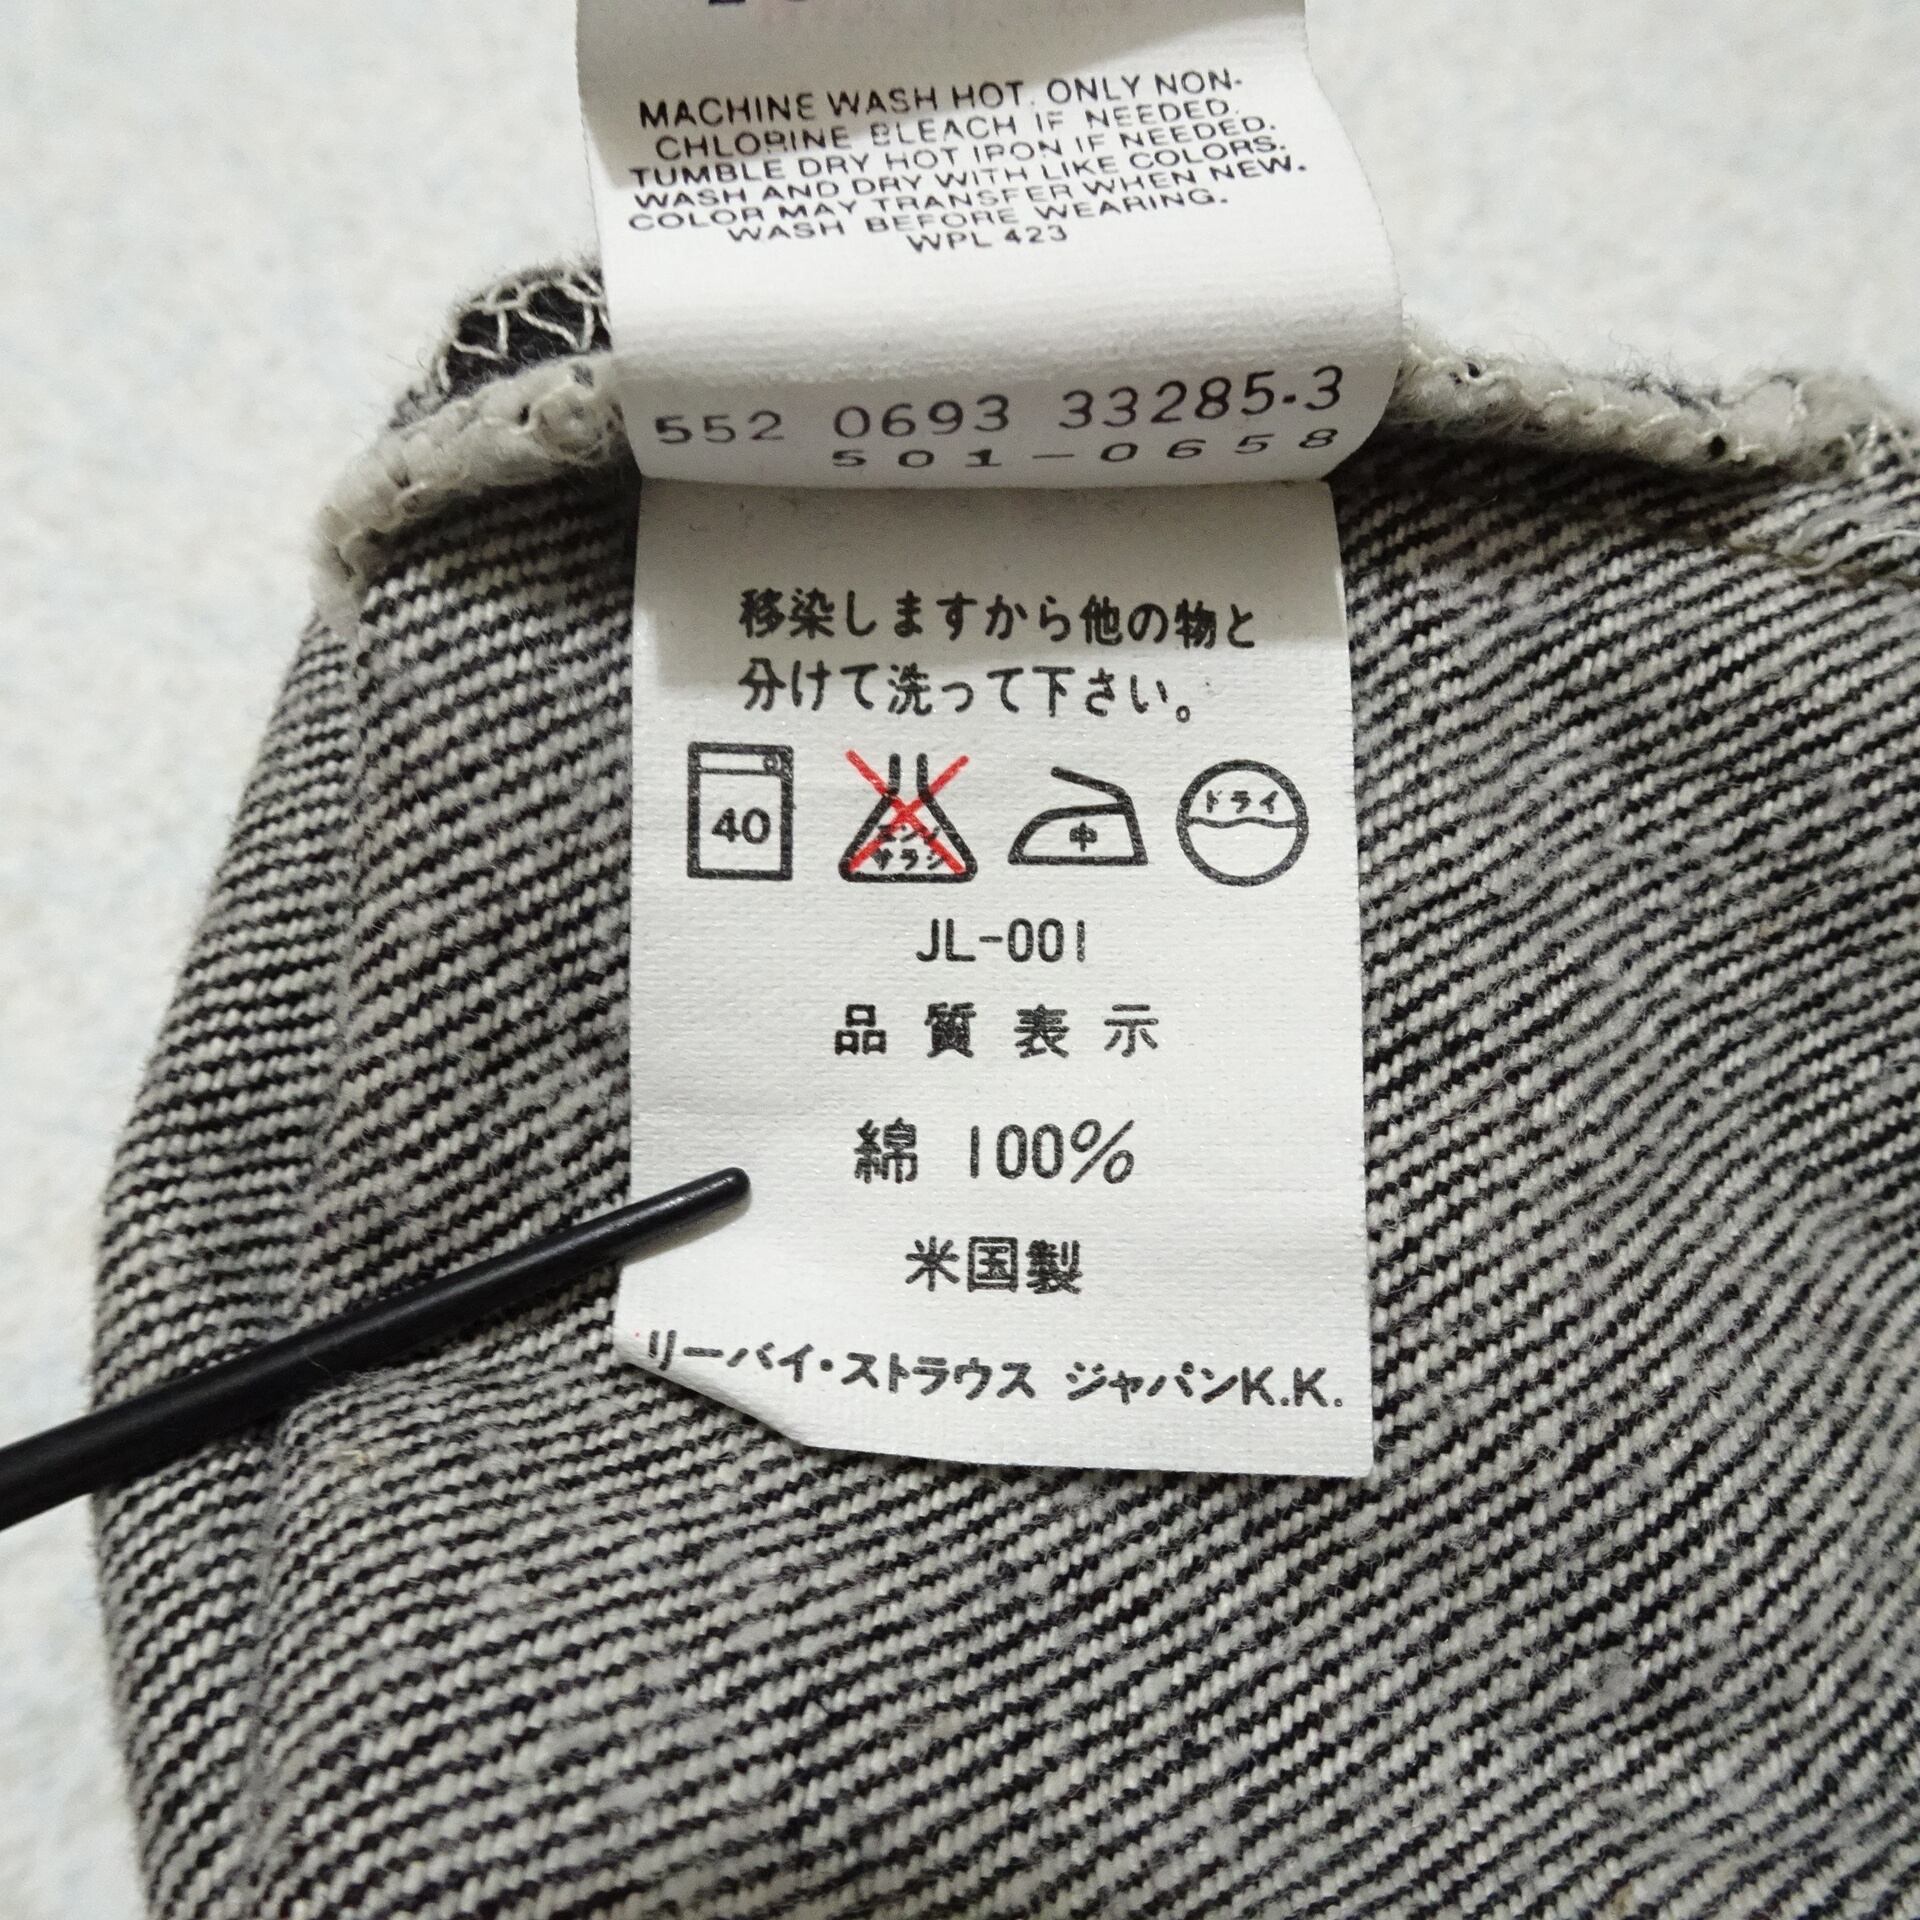 MACHINE WASH HOT. ONLY NON-
CHLORINE BLEACH IF NEEDED.
TUMBLE DRY HOT IRON IF NEEDED.
WASH AND DRY WITH LIKE COLORS.
COLOR MAY TRANSFER WHEN NEW.
WASH BEFORE WEARING.
WPL 423
552 0693 33285.3
501-0658
移染しますから他の物と
分けて洗って下さい。
40
エンソ
サラシ
中
ドライ
JL-001
品質表示
綿 100%
米国製
リーバイ・ストラウス ジャパンK.K.